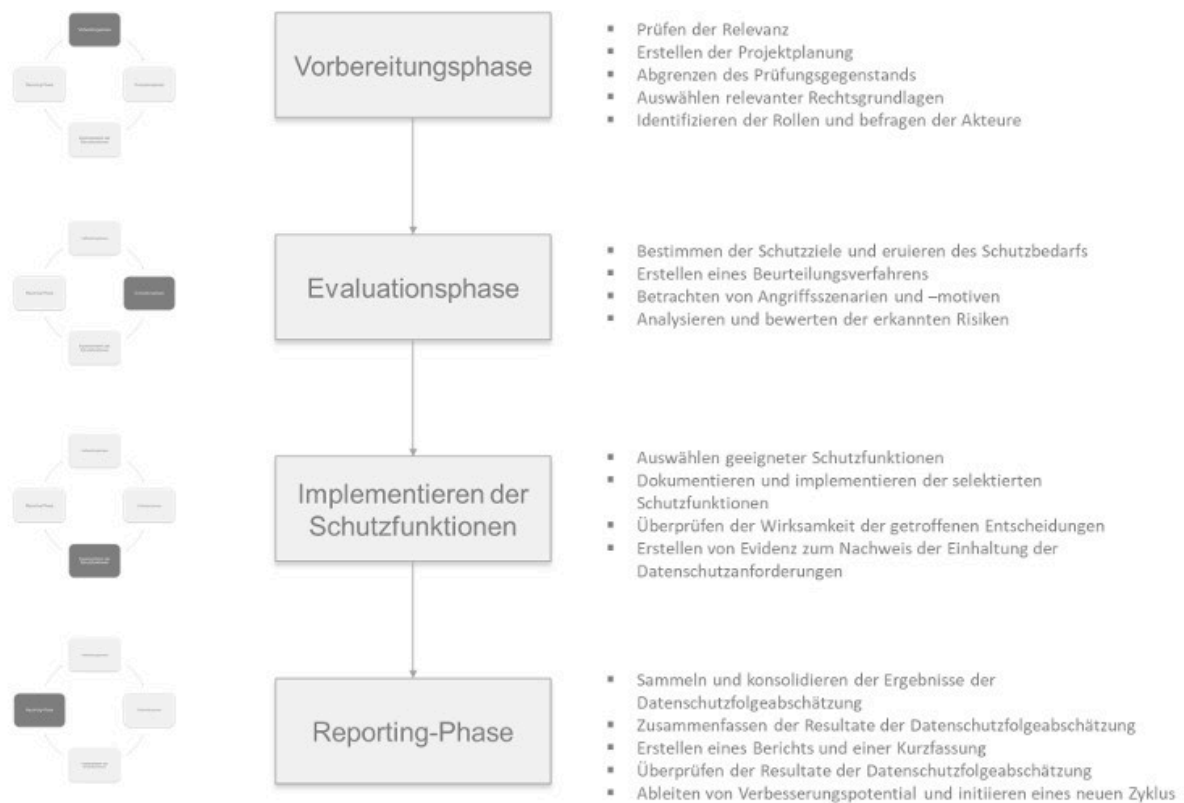 Vorbereitungsphase
▪ Prüfen der Relevanz
▪ Erstellen der Projektplanung
▪ Abgrenzen des Prüfungsgegenstands
▪ Auswählen relevanter Rechtsgrundlagen
▪ Identifizieren der Rollen und befragen der Akteure
Evaluationsphase
▪ Bestimmen der Schutzziele und eruieren des Schutzbedarfs
▪ Erstellen eines Beurteilungsverfahrens
▪ Betrachten von Angriffsszenarien und –motiven
▪ Analysieren und bewerten der erkannten Risiken
Implementieren der
Schutzfunktionen
▪ Auswählen geeigneter Schutzfunktionen
▪ Dokumentieren und implementieren der selektierten
Schutzfunktionen
▪ Überprüfen der Wirksamkeit der getroffenen Entscheidungen
▪ Erstellen von Evidenz zum Nachweis der Einhaltung der
Datenschutzanforderungen
Reporting-Phase
▪ Sammeln und konsolidieren der Ergebnisse der
Datenschutzfolgeabschätzung
▪ Zusammenfassen der Resultate der Datenschutzfolgeabschätzung
▪ Erstellen eines Berichts und einer Kurzfassung
▪ Überprüfen der Resultate der Datenschutzfolgeabschätzung
▪ Ableiten von Verbesserungspotential und initiieren eines neuen Zyklus